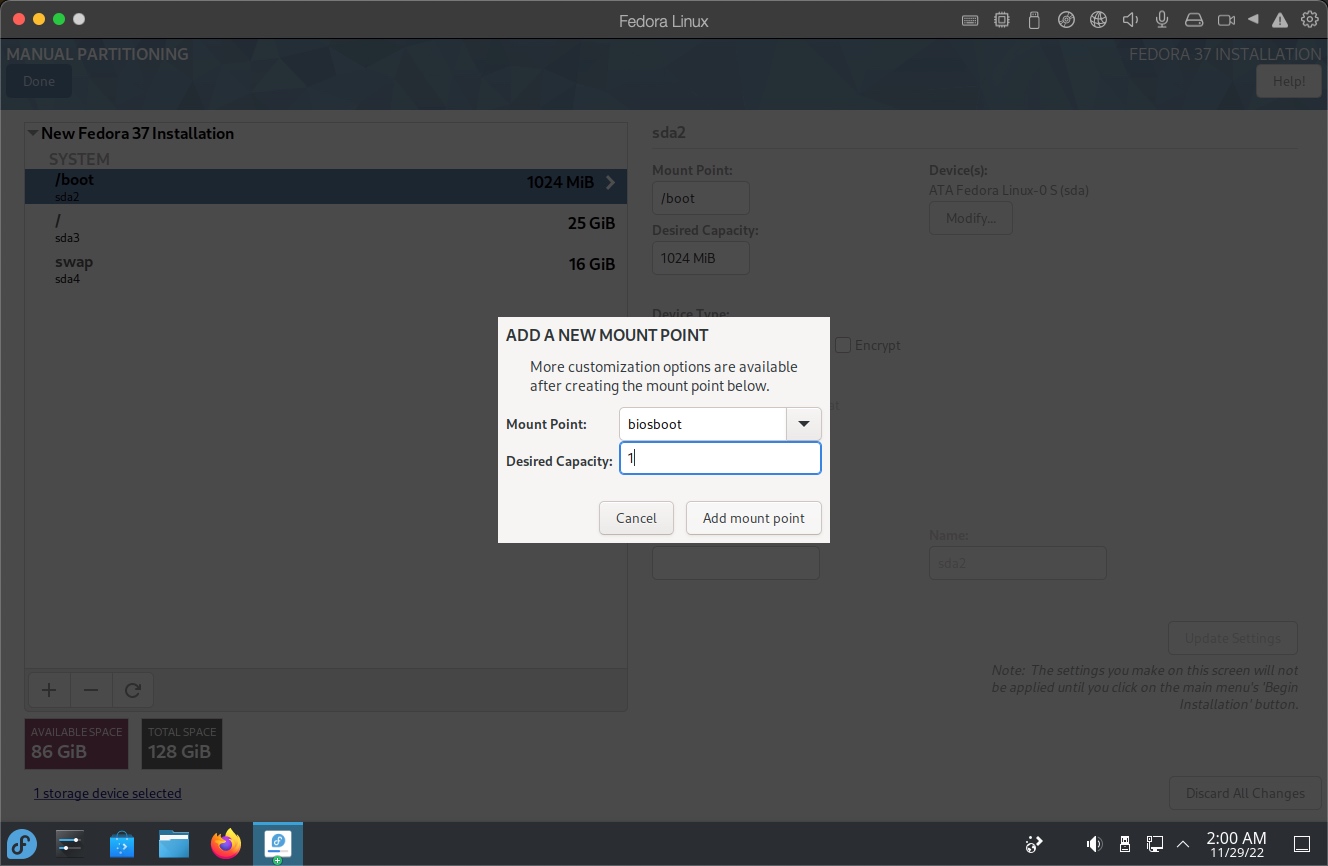 Fedora Linux
MANUAL PARTITIONING
FEDORA 37 INSTALLATION
Done
Help!
New Fedora 37 Installation
SYSTEM
/boot
1024 MiB
sda2
/
25 GiB
sda3
swap
16 GiB
sda4
sda2
Mount Point:
/boot
Desired Capacity:
1024 MiB
Device(s):
ATA Fedora Linux-0 S (sda)
Modify...
Device Type:
Encrypt
ADD A NEW MOUNT POINT
More customization options are available
after creating the mount point below.
Mount Point:
biosboot
Desired Capacity:
1
Cancel
Add mount point
Name:
sda2
Update Settings
Note: The settings you make on this screen will not
be applied until you click on the main menu's 'Begin
Installation' button.
AVAILABLE SPACE
86 GiB
TOTAL SPACE
128 GiB
1 storage device selected
Discard All Changes
2:00 AM
11/29/22